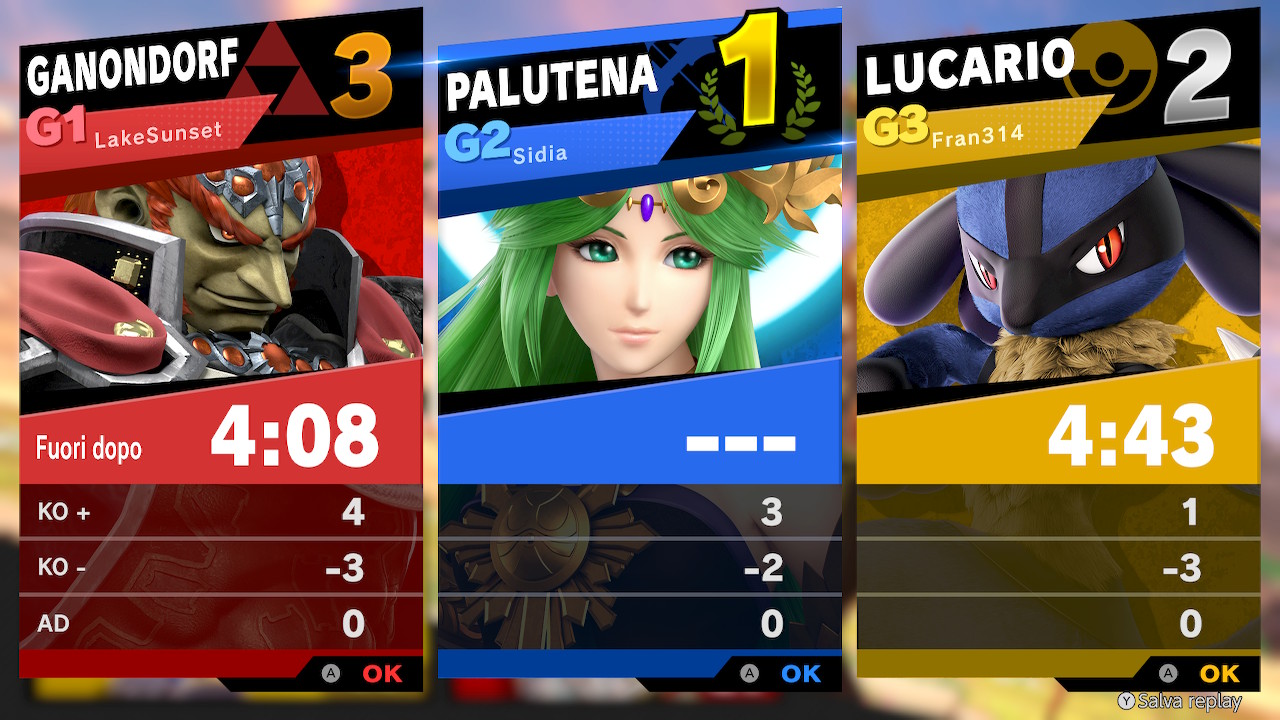 GANONDORF 3
G1 LakeSunset
Fuori dopo 4:08
KO + 4
KO - -3
AD 0
A OK
PALUTENA 1
G2 Sidia
---
3
-2
0
A OK
LUCARIO 2
G3 Fran314
4:43
1
-3
0
A OK
Y Salva replay